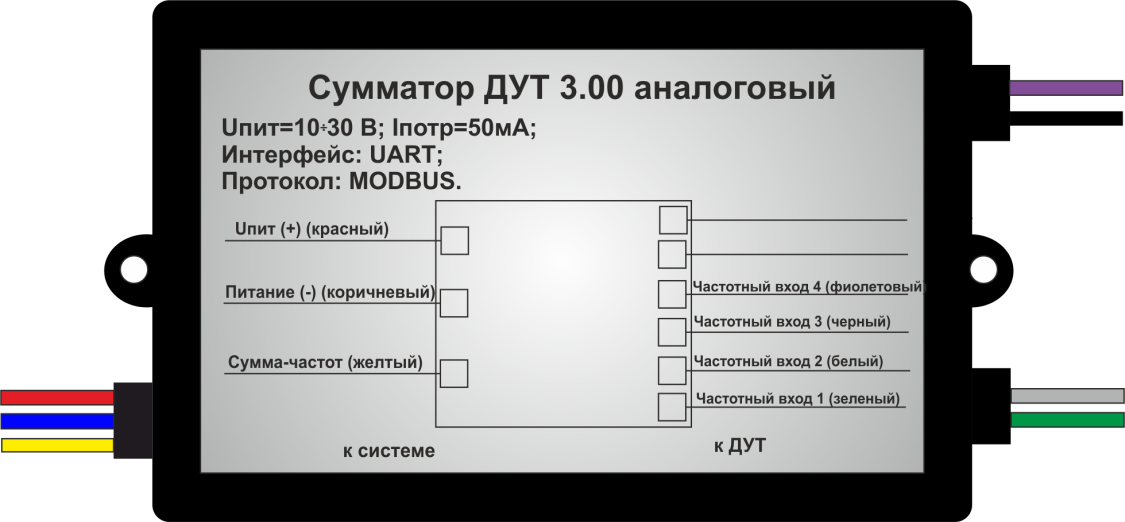 Сумматор ДУТ 3.00 аналоговый
Uпит=10÷30 В; Iпотр=50мА;
Интерфейс: UART;
Протокол: MODBUS.
Uпит (+) (красный)
Питание (-) (коричневый)
Сумма-частот (желтый)
Частотный вход 4 (фиолетовый)
Частотный вход 3 (черный)
Частотный вход 2 (белый)
Частотный вход 1 (зеленый)
к системе
к ДУТ